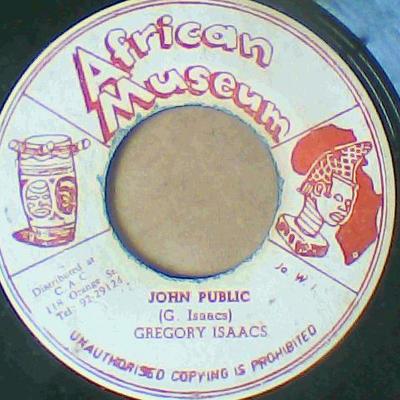 African
Museum
Distributed at
C. A. C.
118 Orange St.
Tel: 92-29124
Ja. W. I.
JOHN PUBLIC
(G. Isaacs)
GREGORY ISAACS
UNAUTHORISED COPYING IS PROHIBITED